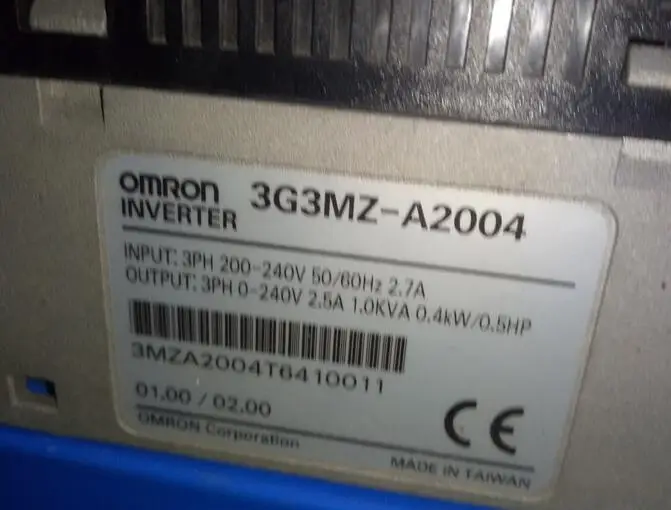 OMRON 3G3MZ-A2004
INVERTER
INPUT: 3PH 200-240V 50/60Hz 2.7A
OUTPUT: 3PH 0-240V 2.5A 1.0KVA 0.4kW/0.5HP
3MZA2004T6410011
01.00 / 02.00
OMRON Corporation
CE
MADE IN TAIWAN